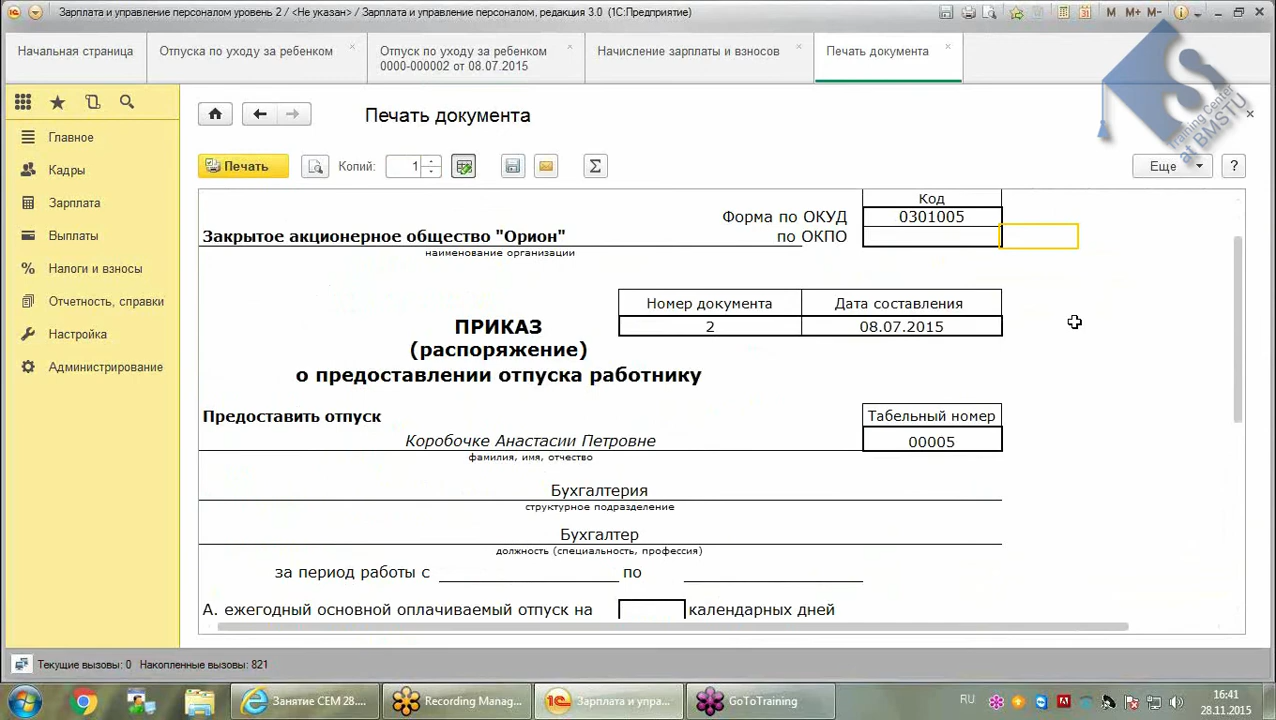 Зарплата и управление персоналом уровень 2 / <Не указан> / Зарплата и управление персоналом, редакция 3.0 (1С:Предприятие)
M M+ M-
Начальная страница
Отпуска по уходу за ребенком
Отпуск по уходу за ребенком
0000-000002 от 08.07.2015
Начисление зарплаты и взносов
Печать документа
Training Center
at BMSTU
Главное
Кадры
Зарплата
Выплаты
Налоги и взносы
Отчетность, справки
Настройка
Администрирование
Печать документа
Печать
Копий: 1
Σ
Еще
?
Код
Форма по ОКУД 0301005
Закрытое акционерное общество "Орион" по ОКПО
наименование организации
Номер документа Дата составления
ПРИКАЗ 2 08.07.2015
(распоряжение)
о предоставлении отпуска работнику
Предоставить отпуск Табельный номер
Коробочке Анастасии Петровне 00005
фамилия, имя, отчество
Бухгалтерия
структурное подразделение
Бухгалтер
должность (специальность, профессия)
за период работы с по
А. ежегодный основной оплачиваемый отпуск на календарных дней
Текущие вызовы: 0 Накопленные вызовы: 821
Занятие СЕМ 28....
Recording Manag...
Зарплата и упра...
GoToTraining
RU
16:41
28.11.2015